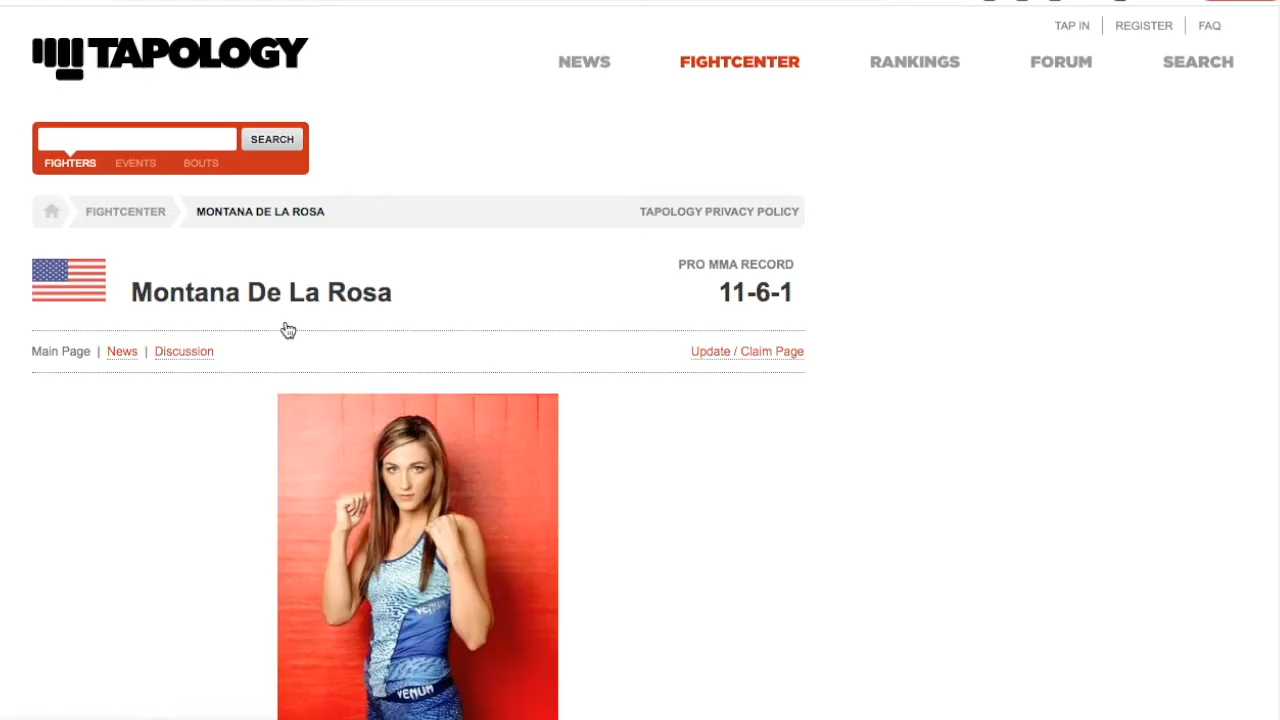 TAP IN
REGISTER
FAQ
TAPOLOGY
NEWS
FIGHTCENTER
RANKINGS
FORUM
SEARCH
SEARCH
FIGHTERS
EVENTS
BOUTS
FIGHTCENTER
MONTANA DE LA ROSA
TAPOLOGY PRIVACY POLICY
Montana De La Rosa
PRO MMA RECORD
11-6-1
Main Page | News | Discussion
Update / Claim Page
VENUM
VENUM